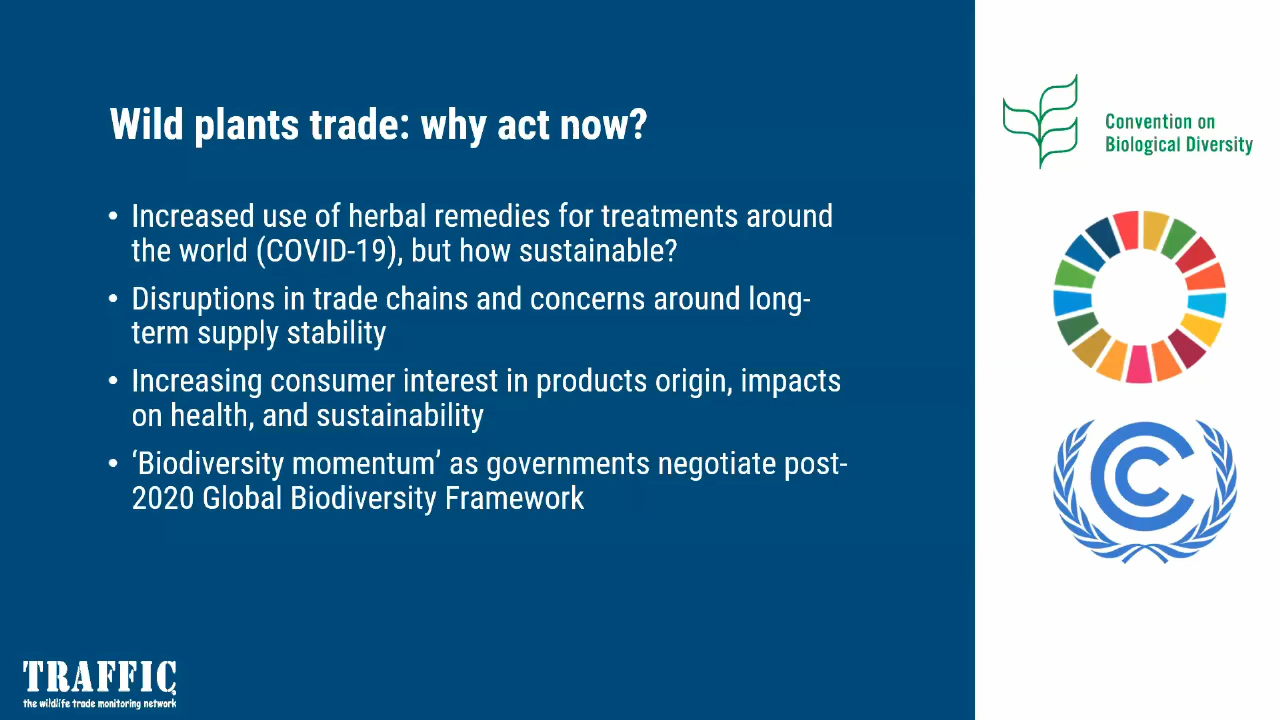 Wild plants trade: why act now?
• Increased use of herbal remedies for treatments around
the world (COVID-19), but how sustainable?
• Disruptions in trade chains and concerns around long-
term supply stability
• Increasing consumer interest in products origin, impacts
on health, and sustainability
• ‘Biodiversity momentum’ as governments negotiate post-
2020 Global Biodiversity Framework
Convention on
Biological Diversity
TRAFFIC
the wildlife trade monitoring network